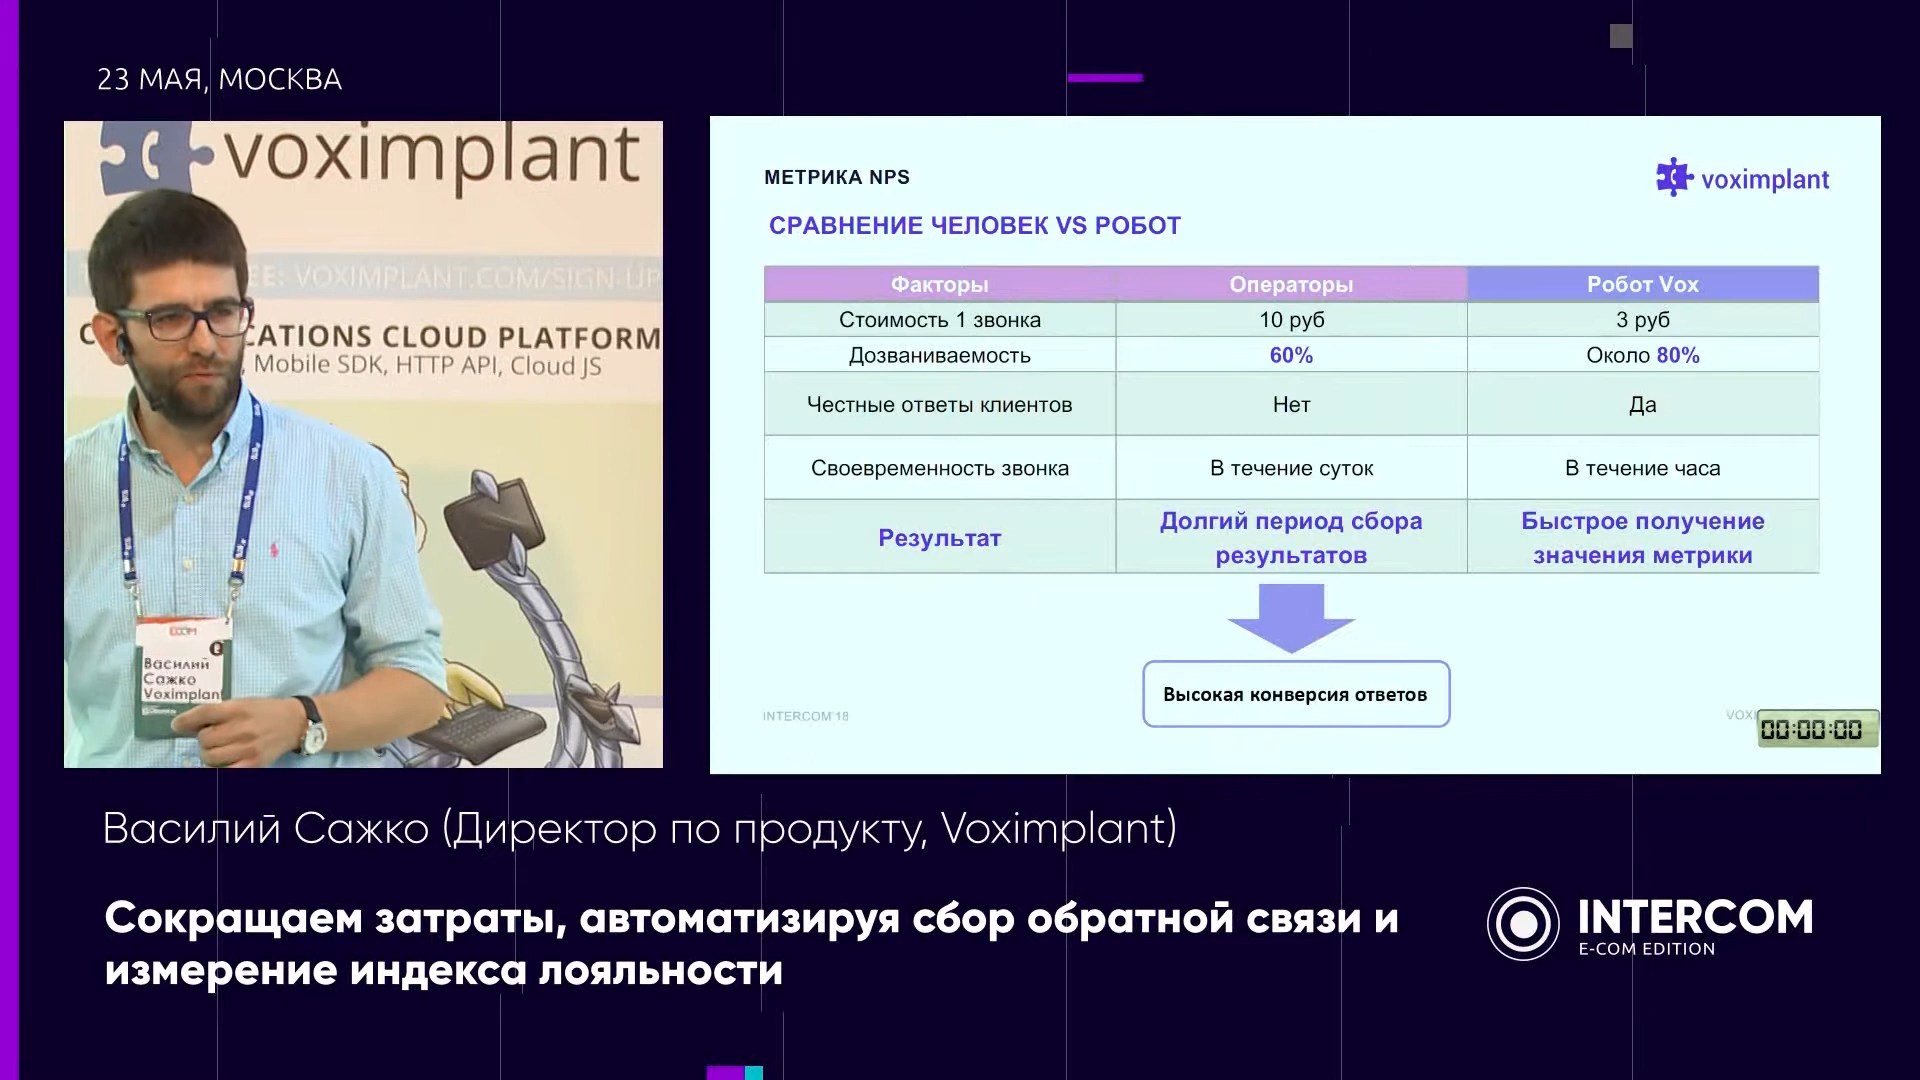 23 МАЯ, МОСКВА
voximplant
EE: VOXIMPLANT.COM/SIGN-UP
CATIONS CLOUD PLATFORM
, Mobile SDK, HTTP API, Cloud JS
ECOM
Василий
Сажко
Voximplant
МЕТРИКА NPS
voximplant
СРАВНЕНИЕ ЧЕЛОВЕК VS РОБОТ
Факторы Операторы Робот Vox
Стоимость 1 звонка 10 руб 3 руб
Дозваниваемость 60% Около 80%
Честные ответы клиентов Нет Да
Своевременность звонка В течение суток В течение часа
Результат Долгий период сбора результатов Быстрое получение значения метрики
Высокая конверсия ответов
INTERCOM'18
VOXI
00:00:00
Василий Сажко (Директор по продукту, Voximplant)
Сокращаем затраты, автоматизируя сбор обратной связи и
измерение индекса лояльности
INTERCOM
E-COM EDITION